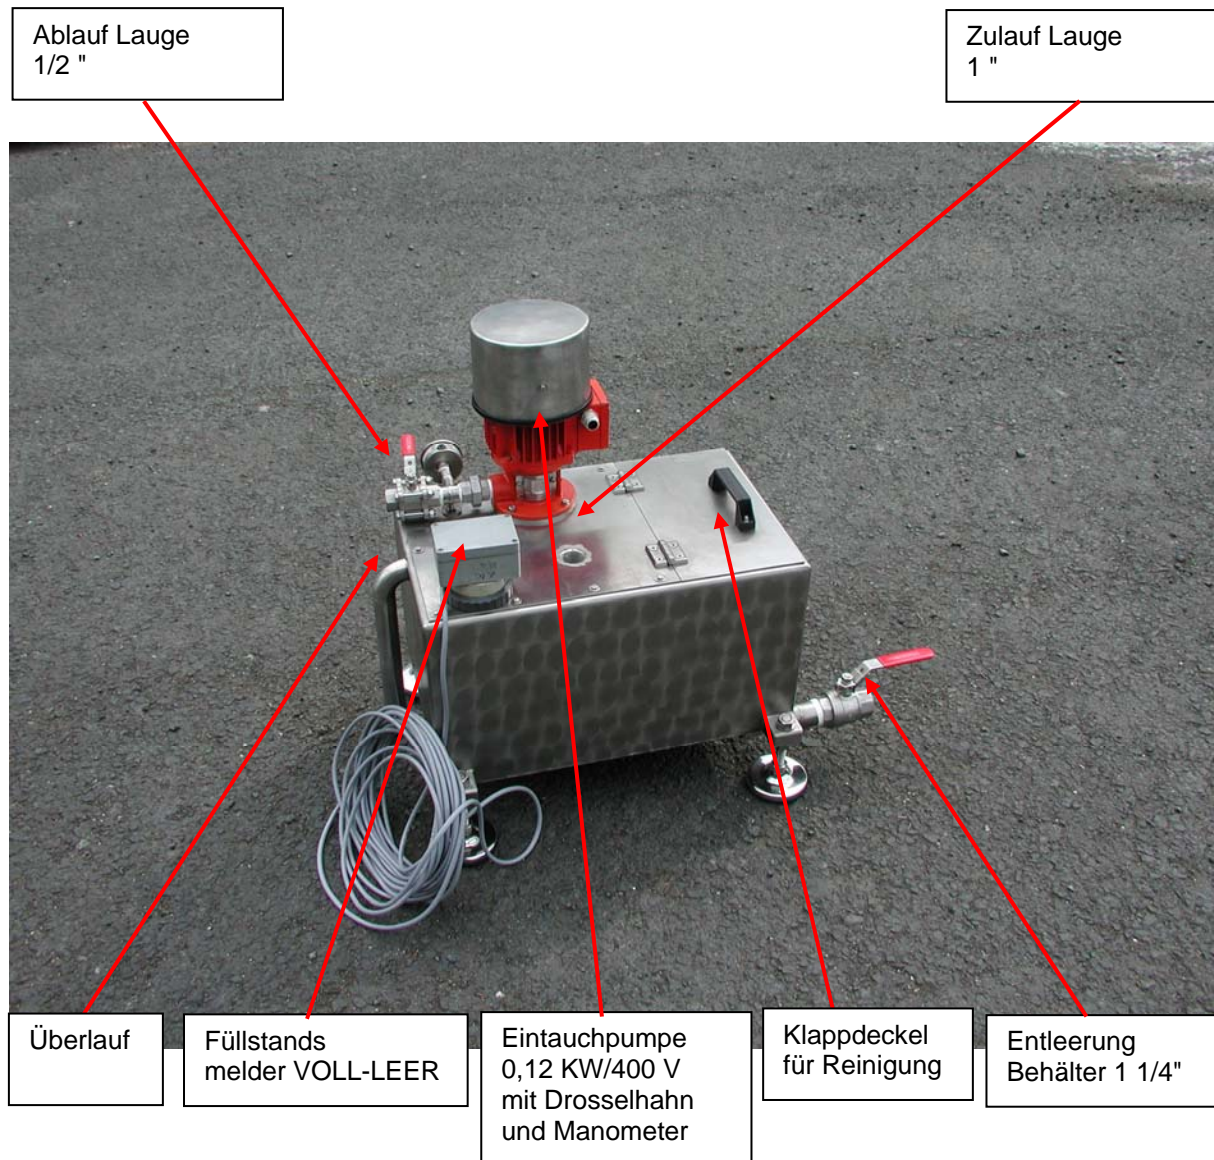 Ablauf Lauge
1/2 "
Zulauf Lauge
1 "
Überlauf
Füllstands
melder VOLL-LEER
Eintauchpumpe
0,12 KW/400 V
mit Drosselhahn
und Manometer
Klappdeckel
für Reinigung
Entleerung
Behälter 1 1/4"